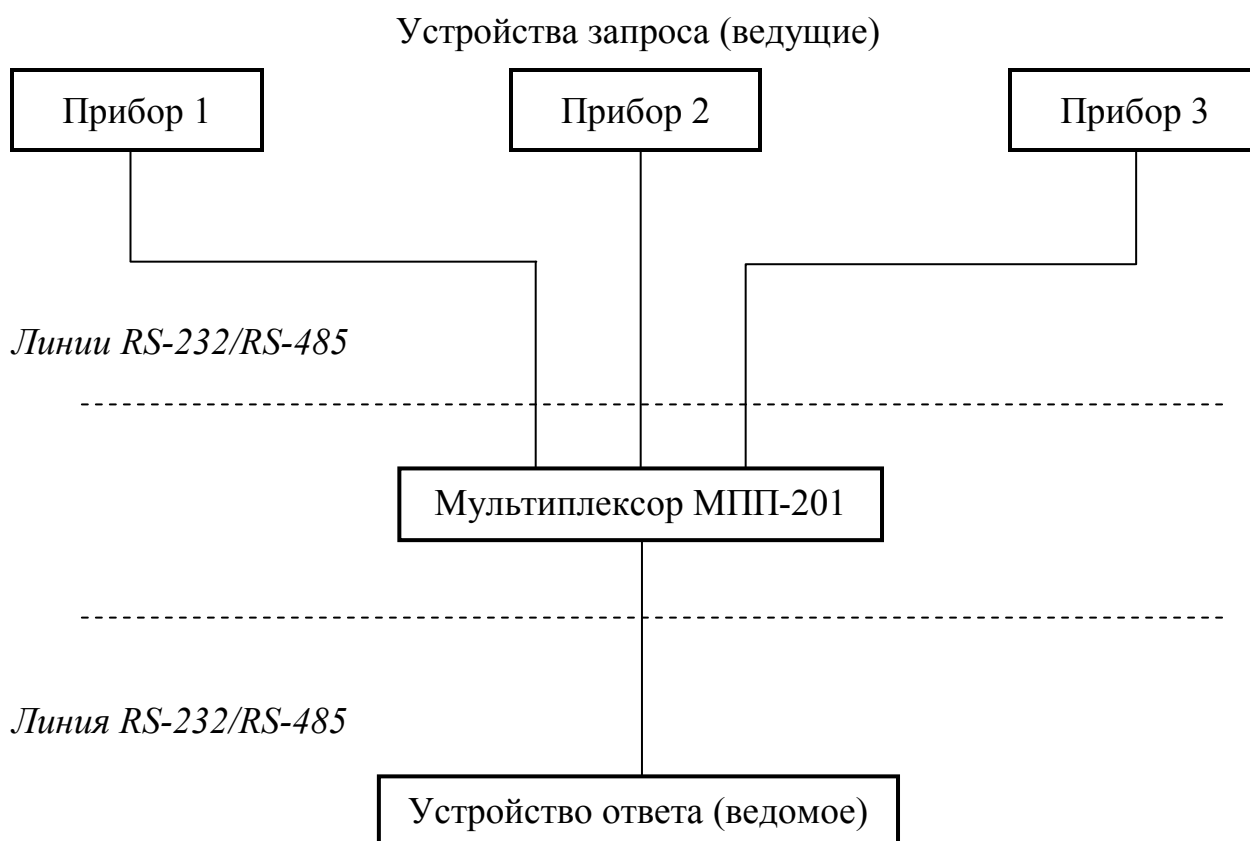 Устройства запроса (ведущие)
Прибор 1
Прибор 2
Прибор 3
Линии RS-232/RS-485
Мультиплексор МПП-201
Линия RS-232/RS-485
Устройство ответа (ведомое)